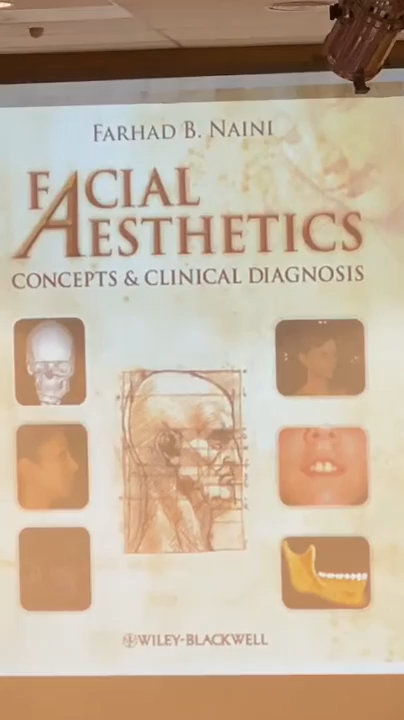 FARHAD B. NAINI
FACIAL
AESTHETICS
CONCEPTS & CLINICAL DIAGNOSIS
WILEY-BLACKWELL